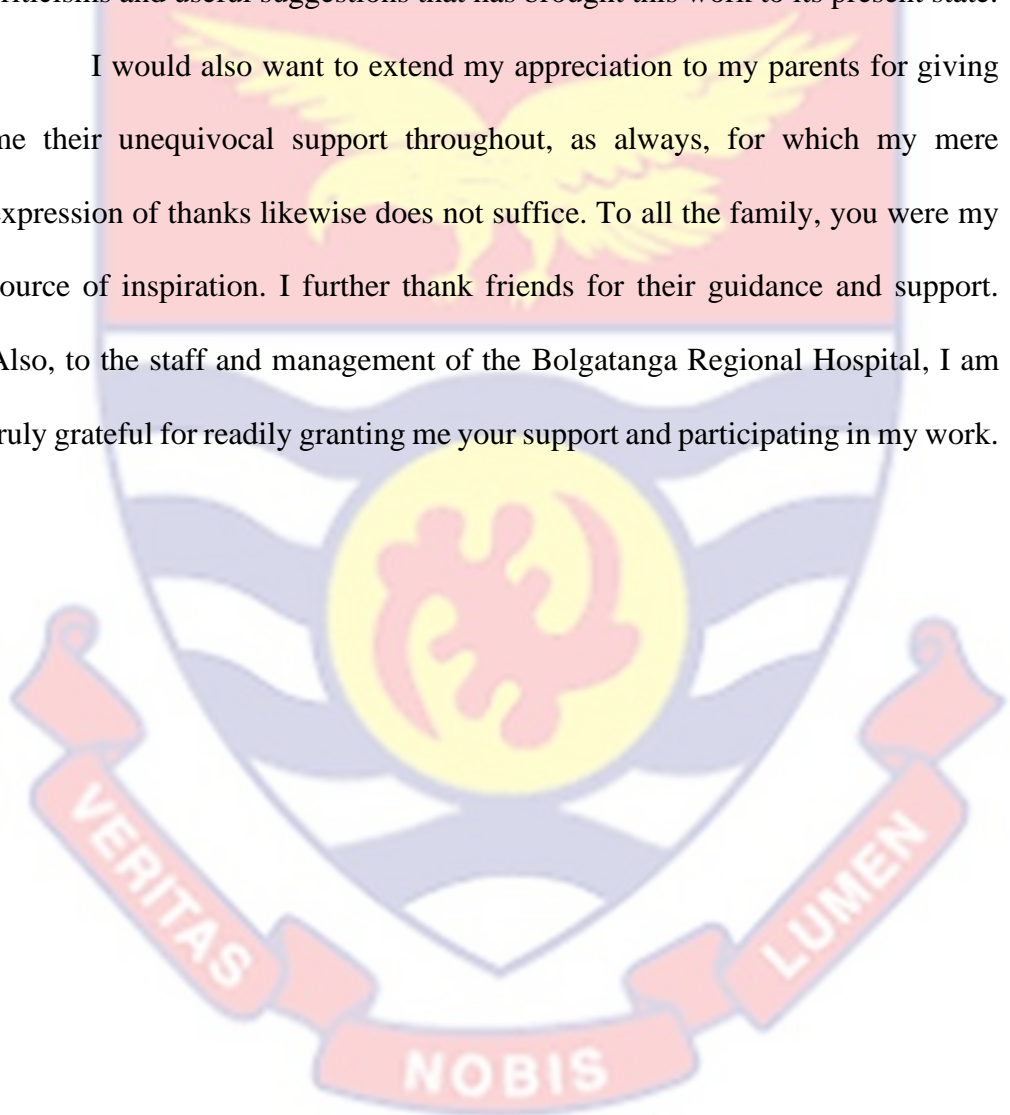 criticisms and useful suggestions that has brought this work to its present state.
I would also want to extend my appreciation to my parents for giving
me their unequivocal support throughout, as always, for which my mere
expression of thanks likewise does not suffice. To all the family, you were my
source of inspiration. I further thank friends for their guidance and support.
Also, to the staff and management of the Bolgatanga Regional Hospital, I am
truly grateful for readily granting me your support and participating in my work.
VERITAS
NOBIS
LUMEN